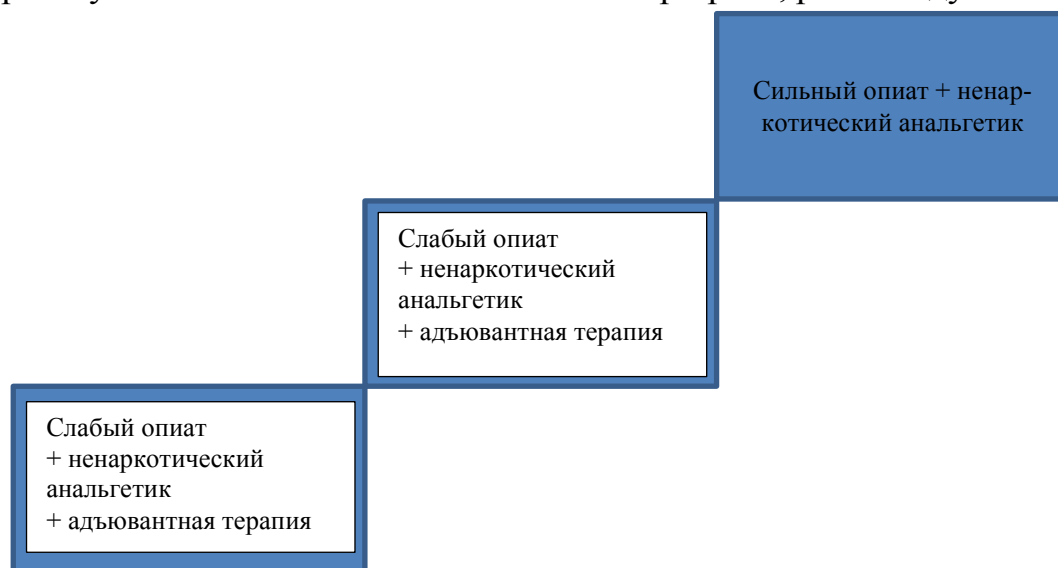 Сильный опиат + ненар-
котический анальгетик
Слабый опиат
+ ненаркотический
анальгетик
+ адъювантная терапия
Слабый опиат
+ ненаркотический
анальгетик
+ адъювантная терапия